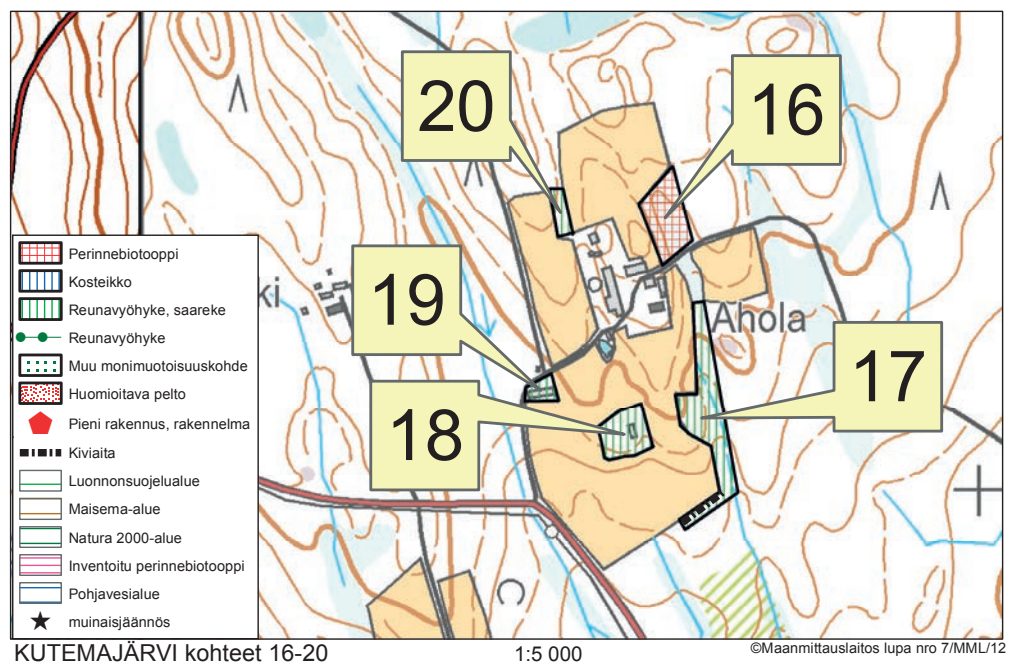 20
16
19
ki
Ahola
17
18
Perinnebiotooppi
Kosteikko
Reunavyöhyke, saareke
Reunavyöhyke
Muu monimuotoisuuskohde
Huomioitava pelto
Pieni rakennus, rakennelma
Kiviaita
Luonnonsuojelualue
Maisema-alue
Natura 2000-alue
Inventoitu perinnebiotooppi
Pohjavesialue
muinaisjäännös
KUTEMAJÄRVI kohteet 16-20 1:5 000 ©Maanmittauslaitos lupa nro 7/MML/12